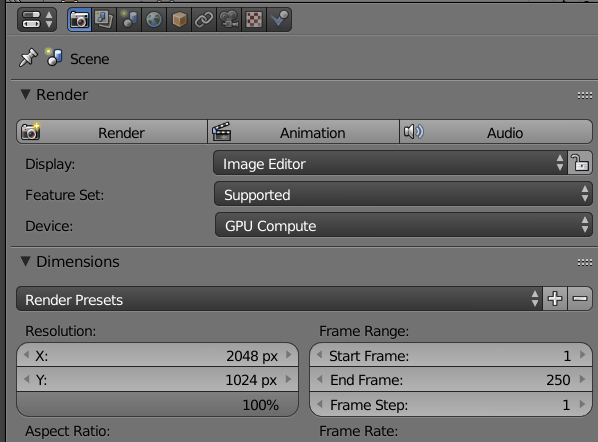 Scene
Render
Render Animation Audio
Display: Image Editor
Feature Set: Supported
Device: GPU Compute
Dimensions
Render Presets
Resolution: Frame Range:
X: 2048 px Start Frame: 1
Y: 1024 px End Frame: 250
100% Frame Step: 1
Aspect Ratio: Frame Rate: